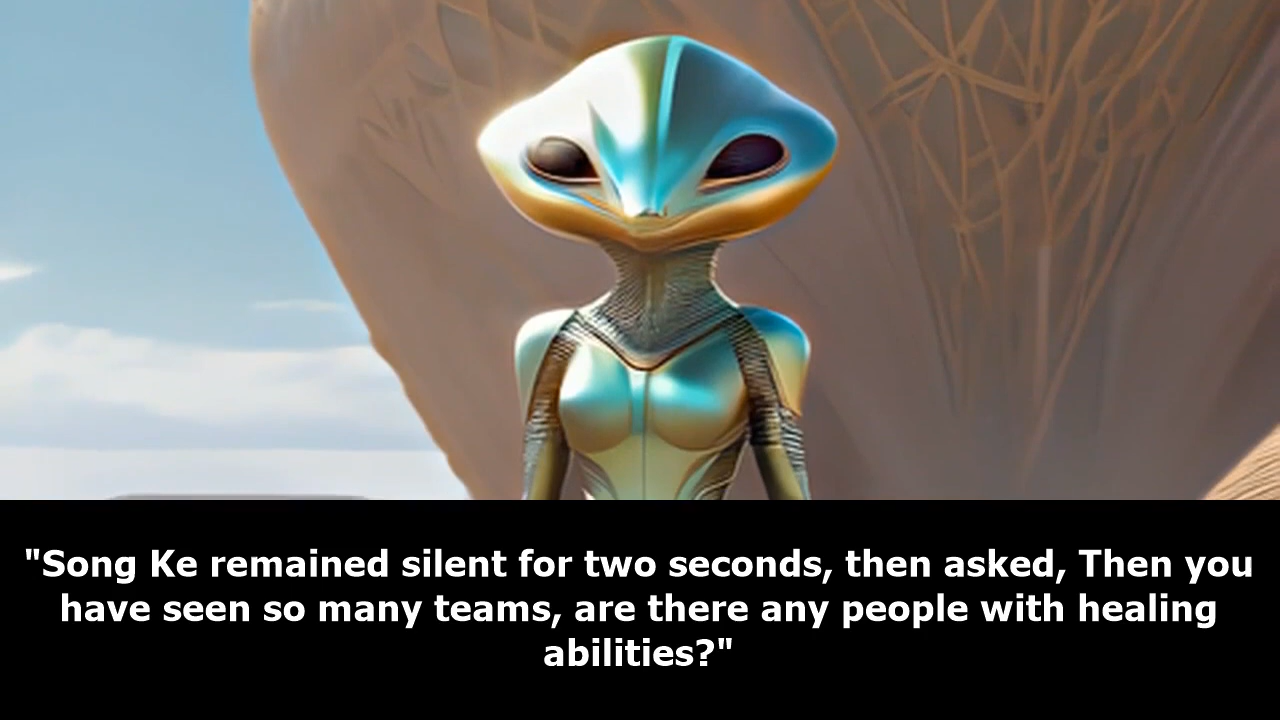 "Song Ke remained silent for two seconds, then asked, Then you
have seen so many teams, are there any people with healing
abilities?"